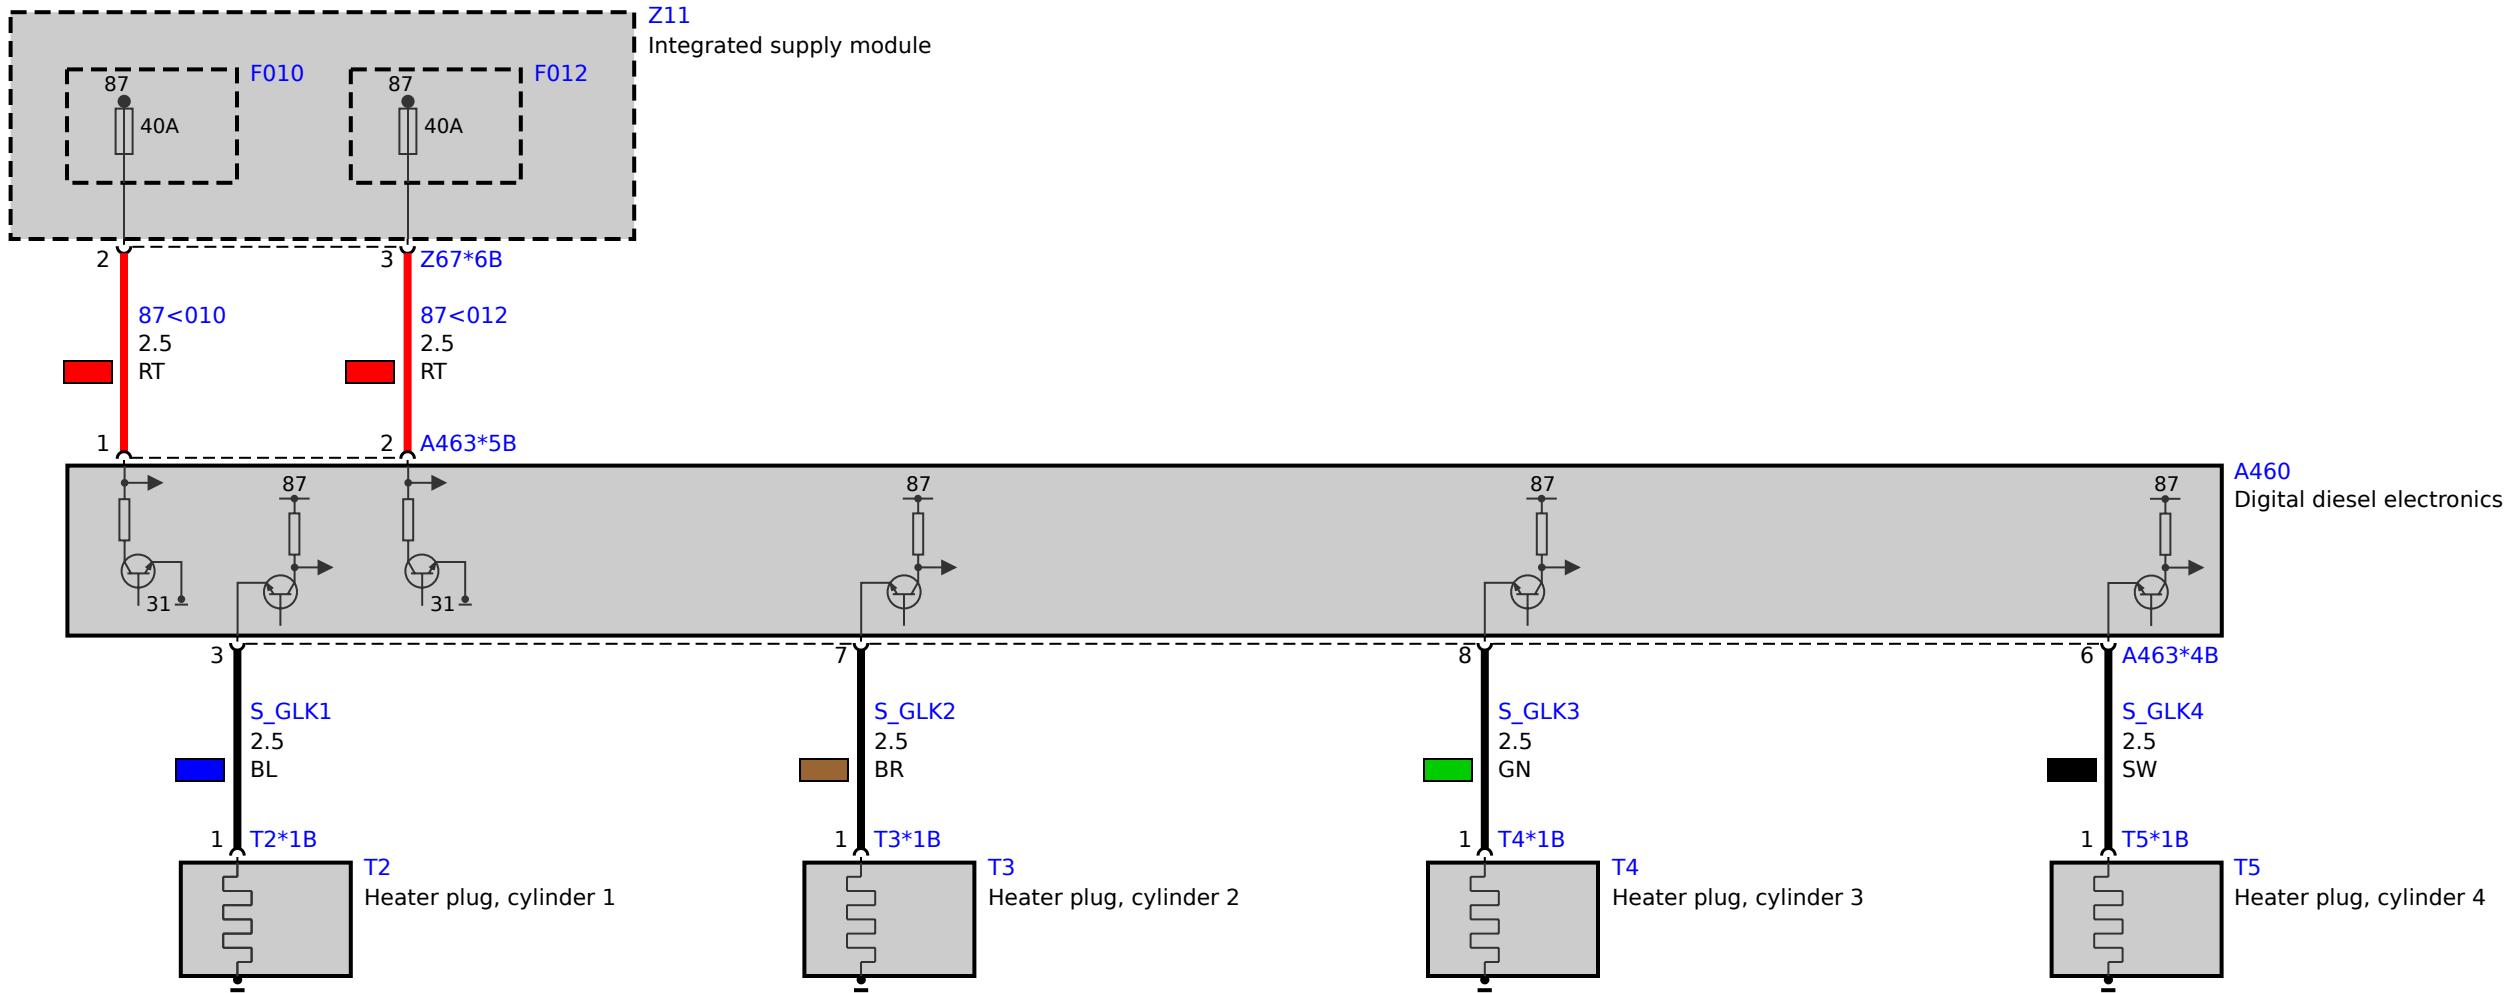 Z11
Integrated supply module
F010
87
40A
F012
87
40A
2
3
Z67*6B
87<010
2.5
RT
87<012
2.5
RT
1
2
A463*5B
A460
Digital diesel electronics
87
87
87
87
31
31
3
7
8
6
A463*4B
S_GLK1
2.5
BL
S_GLK2
2.5
BR
S_GLK3
2.5
GN
S_GLK4
2.5
SW
1
T2*1B
1
T3*1B
1
T4*1B
1
T5*1B
T2
Heater plug, cylinder 1
T3
Heater plug, cylinder 2
T4
Heater plug, cylinder 3
T5
Heater plug, cylinder 4